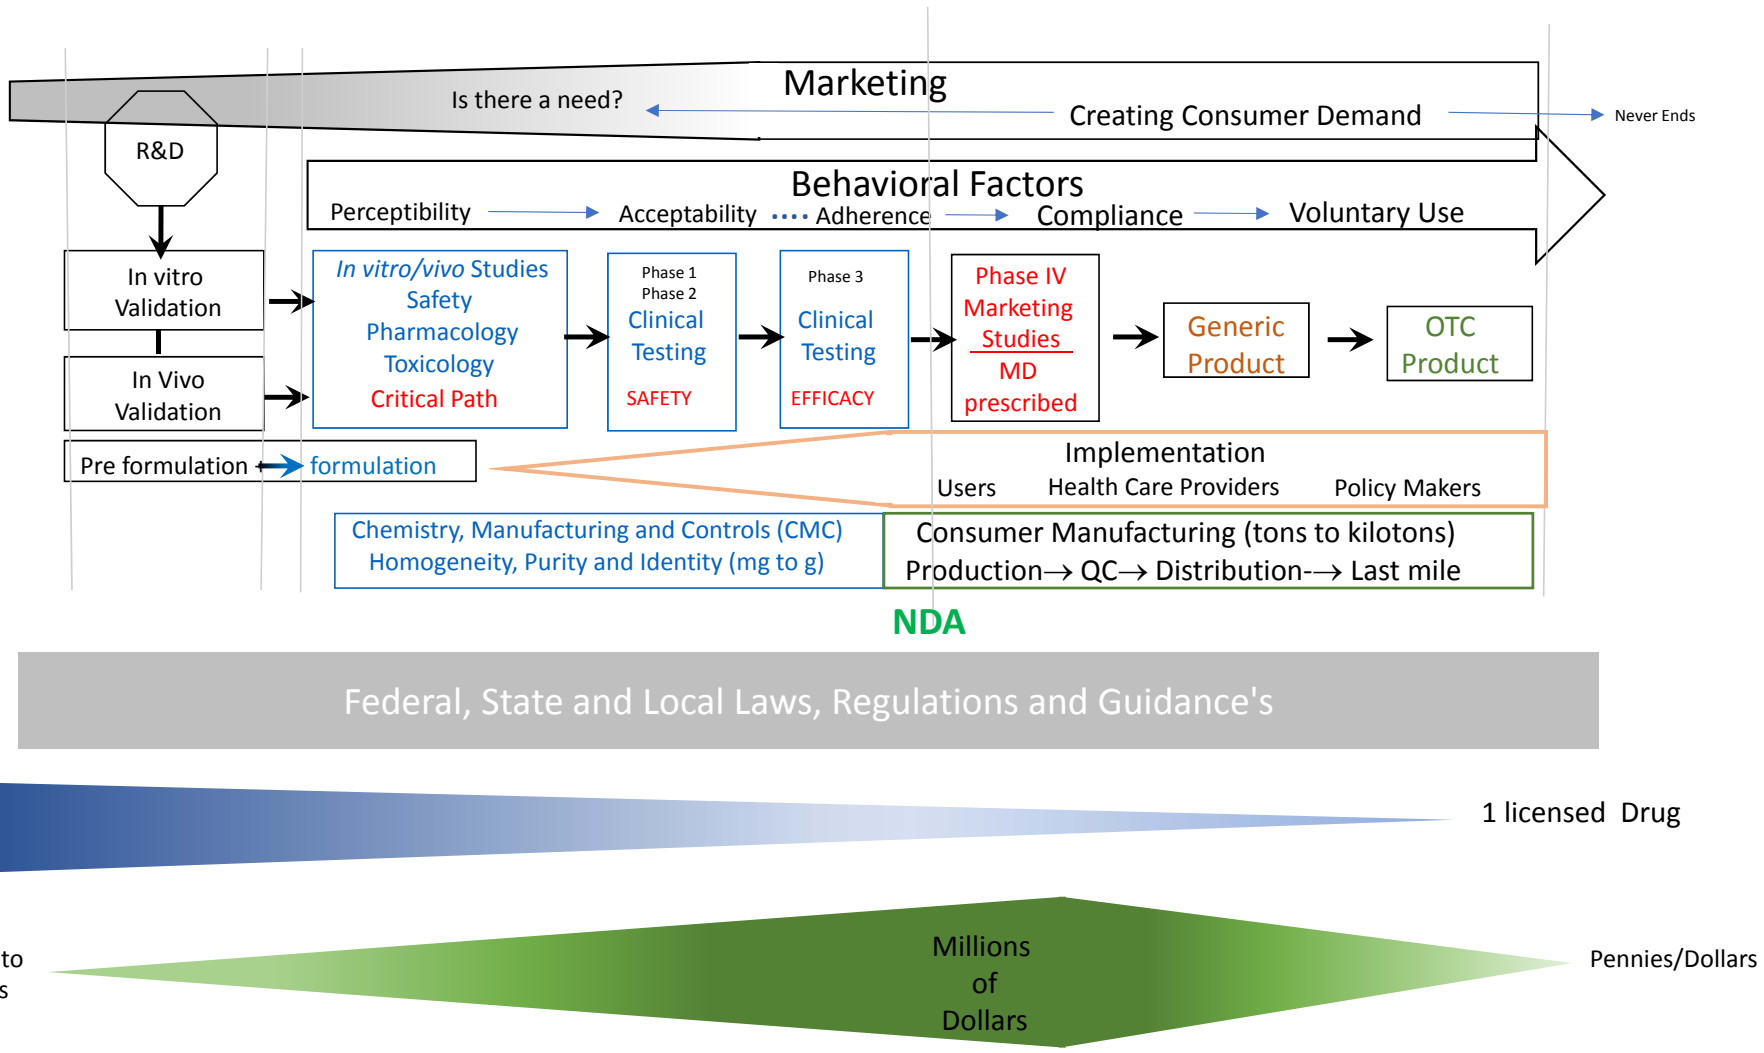 Marketing
Is there a need?
Creating Consumer Demand
Never Ends
R&D
Behavioral Factors
Perceptibility
Acceptability
Adherence
Compliance
Voluntary Use
In vitro
Validation
In Vivo
Validation
In vitro/vivo Studies
Safety
Pharmacology
Toxicology
Critical Path
Phase 1
Phase 2
Clinical
Testing
SAFETY
Phase 3
Clinical
Testing
EFFICACY
Phase IV
Marketing
Studies
MD
prescribed
Generic
Product
OTC
Product
Pre formulation
formulation
Implementation
Users
Health Care Providers
Policy Makers
Chemistry, Manufacturing and Controls (CMC)
Homogeneity, Purity and Identity (mg to g)
Consumer Manufacturing (tons to kilotons)
Production→ QC→ Distribution-→ Last mile
NDA
Federal, State and Local Laws, Regulations and Guidance's
1 licensed Drug
to
s
Millions
of
Dollars
Pennies/Dollars